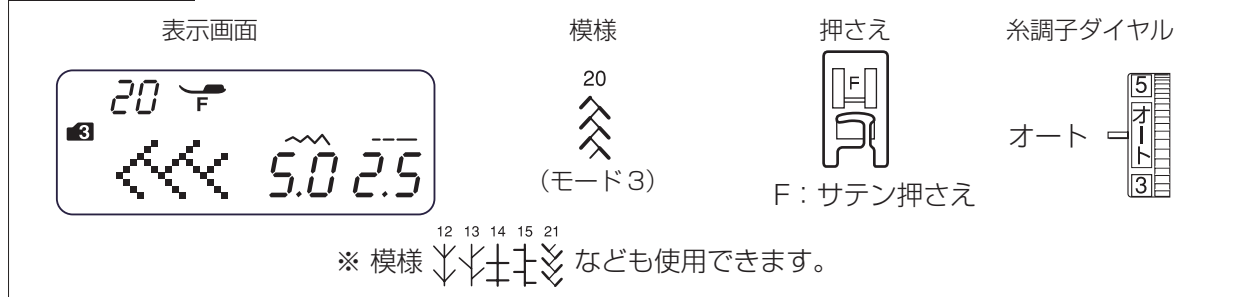 表示画面
模様
押さえ
糸調子ダイヤル
20 F
3
5.0 2.5
20
（モード３）
F
F：サテン押さえ
オート
5
オート
3
12 13 14 15 21
※ 模様 なども使用できます。